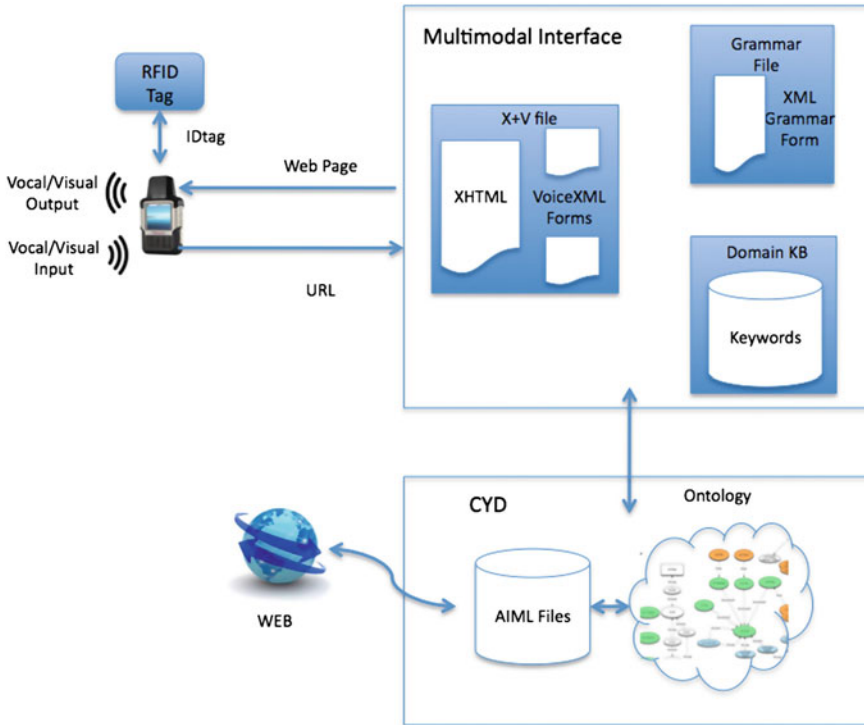 Multimodal Interface
Grammar
File
XML
Grammar
Form
RFID
Tag
IDtag
X+V file
XHTML
VoiceXML
Forms
Web Page
Vocal/Visual
Output
Vocal/Visual
Input
URL
Domain KB
Keywords
CYD
Ontology
WEB
AIML Files